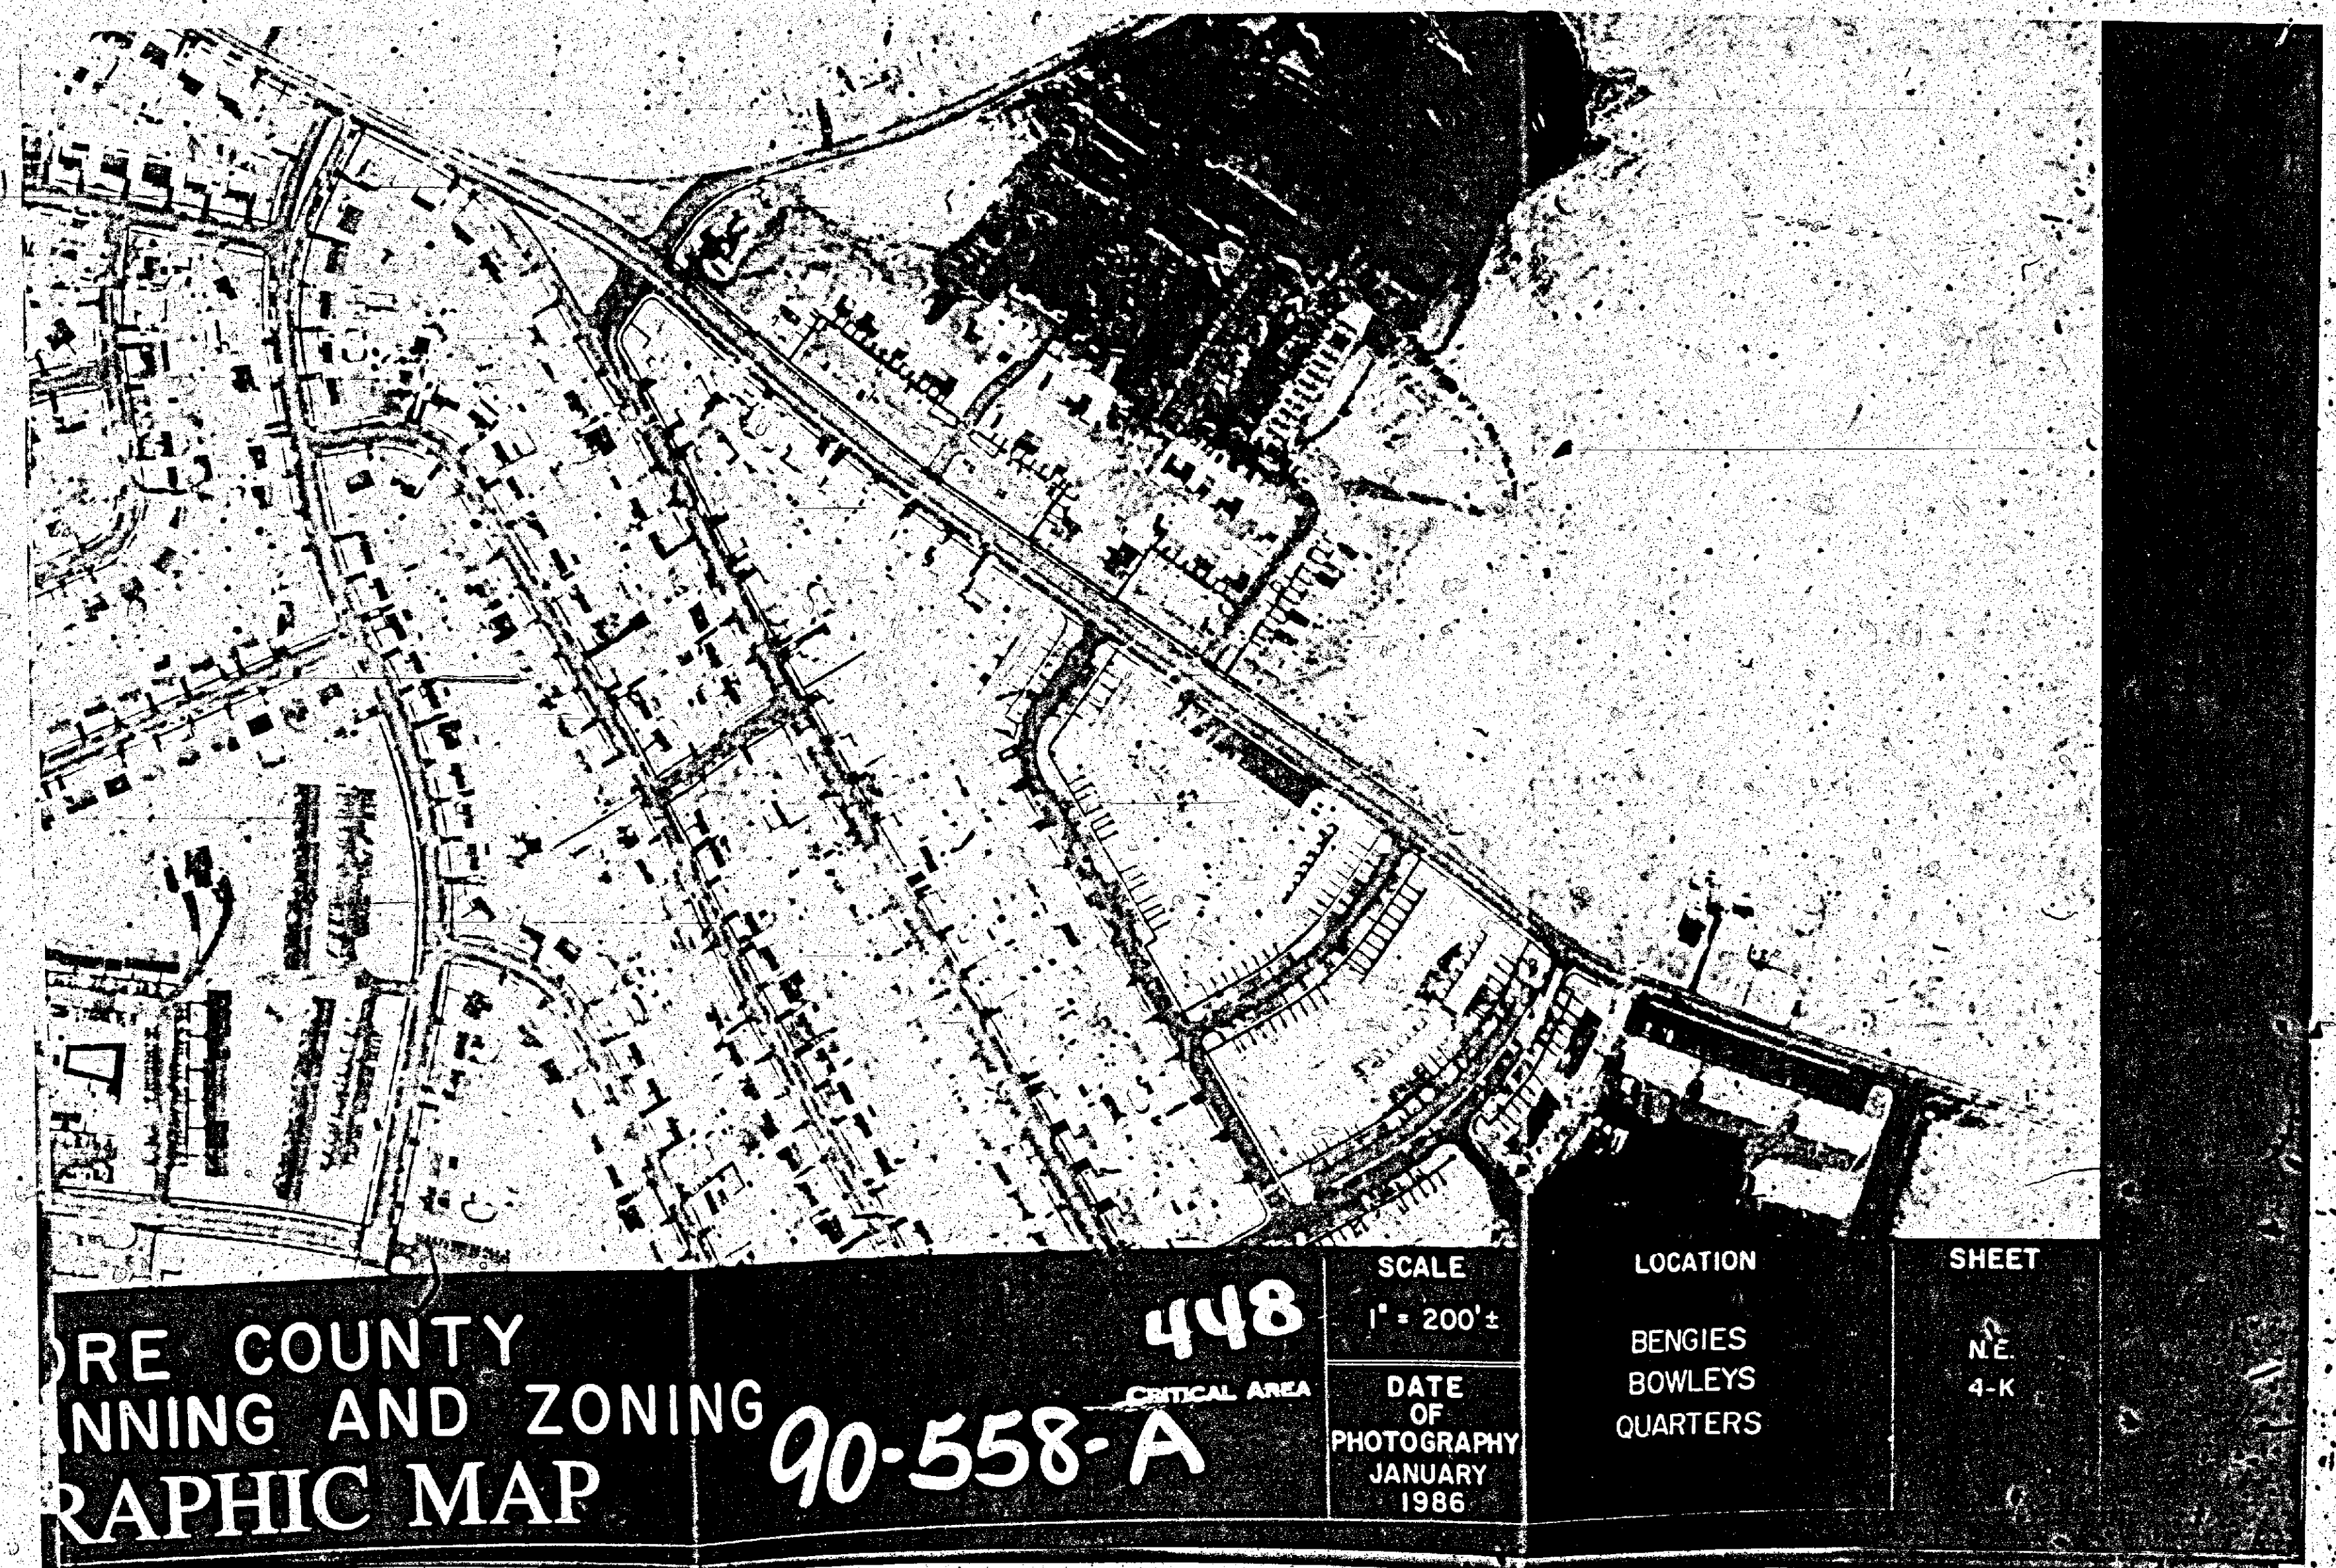 ORE COUNTY
NNING AND ZONING
RAPHIC MAP
448
CRITICAL AREA
90-558-A
SCALE
1" = 200'±
DATE
OF
PHOTOGRAPHY
JANUARY
1986
LOCATION
BENGIES
BOWLEYS
QUARTERS
SHEET
N.E.
4-K